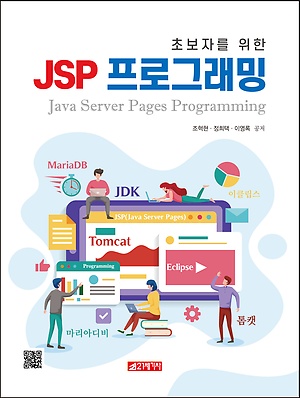 초보자를 위한
JSP 프로그래밍
Java Server Pages Programming
조혁현 · 정희택 · 이영록 공저
MariaDB
JDK
이클립스
JSP(Java Server Pages)
Tomcat
Programming
Eclipse
톰캣
마리아디비
21세기사